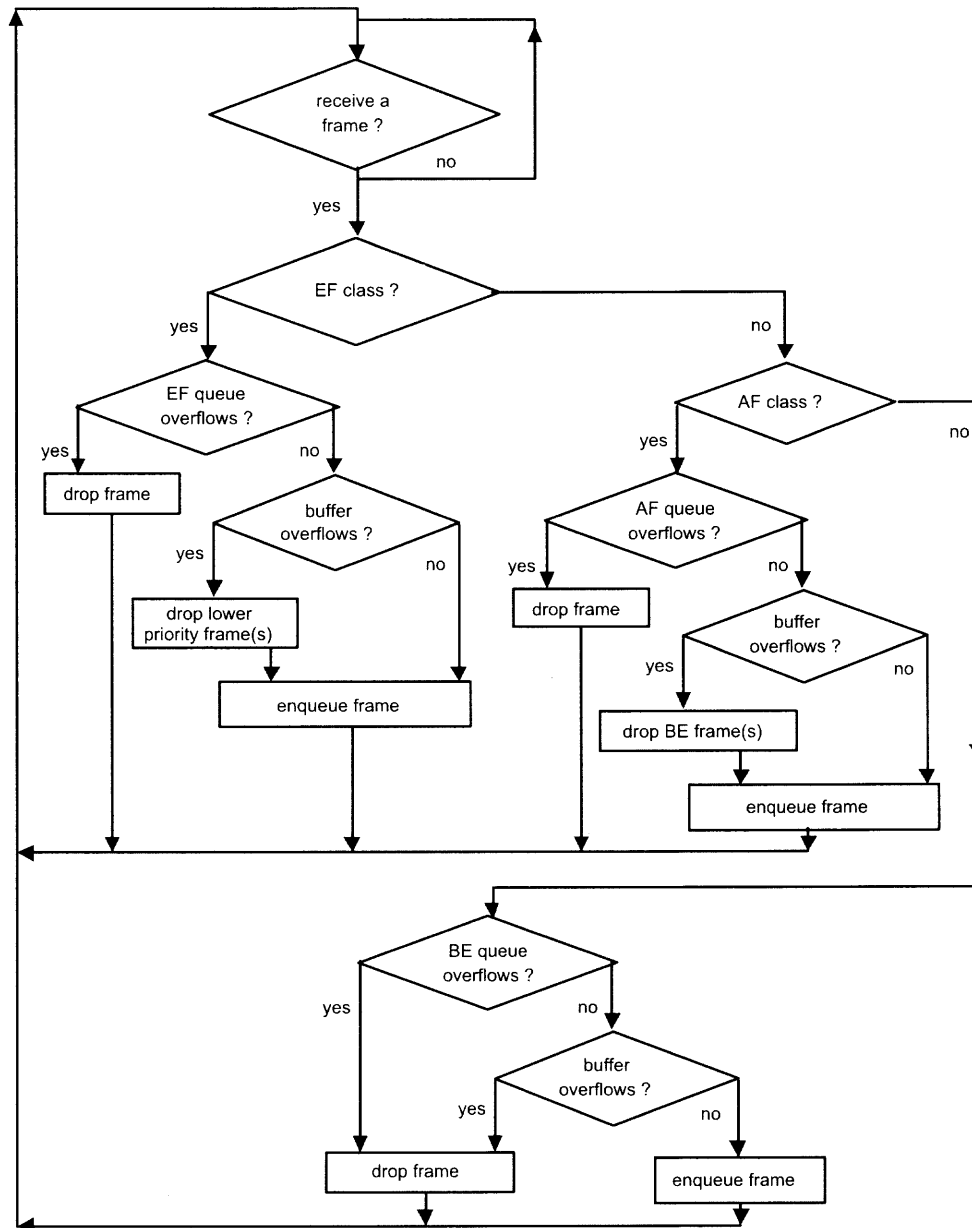 receive a
frame ?
no
yes
EF class ?
yes
no
EF queue
overflows ?
AF class ?
yes
no
yes
no
drop frame
buffer
overflows ?
AF queue
overflows ?
yes
no
yes
no
drop lower
priority frame(s)
drop frame
buffer
overflows ?
yes
no
enqueue frame
drop BE frame(s)
enqueue frame
BE queue
overflows ?
yes
no
buffer
overflows ?
yes
no
drop frame
enqueue frame